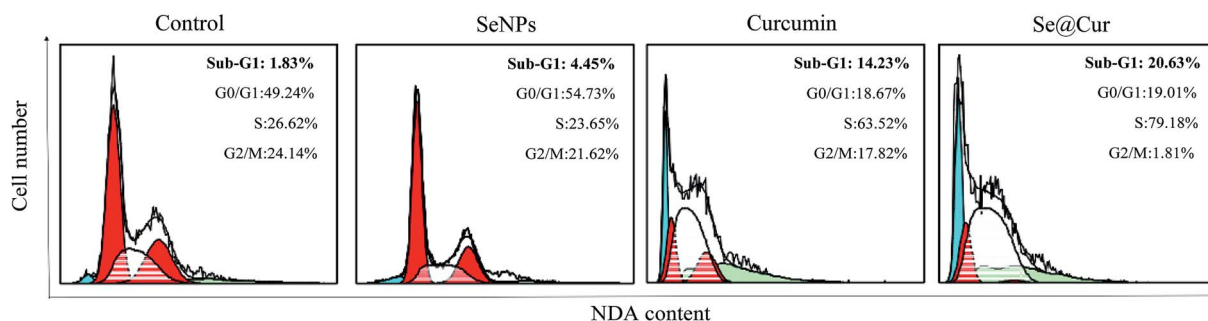 Control
SeNPs
Curcumin
Se@Cur
Cell number
Sub-G1: 1.83%
G0/G1:49.24%
S:26.62%
G2/M:24.14%
Sub-G1: 4.45%
G0/G1:54.73%
S:23.65%
G2/M:21.62%
Sub-G1: 14.23%
G0/G1:18.67%
S:63.52%
G2/M:17.82%
Sub-G1: 20.63%
G0/G1:19.01%
S:79.18%
G2/M:1.81%
NDA content